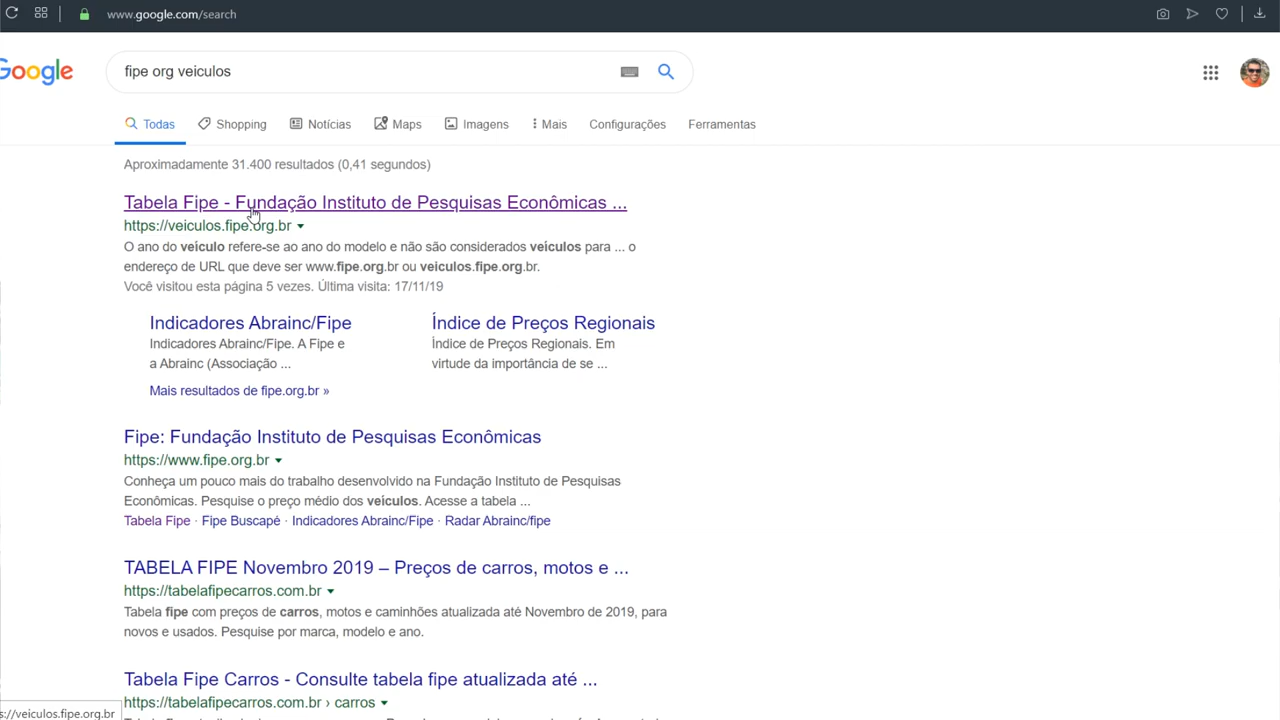 www.google.com/search
Google
fipe org veiculos
Todas Shopping Notícias Maps Imagens Mais Configurações Ferramentas
Aproximadamente 31.400 resultados (0,41 segundos)
Tabela Fipe - Fundação Instituto de Pesquisas Econômicas ...
https://veiculos.fipe.org.br
O ano do veículo refere-se ao ano do modelo e não são considerados veículos para ... o
endereço de URL que deve ser www.fipe.org.br ou veiculos.fipe.org.br.
Você visitou esta página 5 vezes. Última visita: 17/11/19
Indicadores Abrainc/Fipe
Indicadores Abrainc/Fipe. A Fipe e
a Abrainc (Associação ...
Índice de Preços Regionais
Índice de Preços Regionais. Em
virtude da importância de se ...
Mais resultados de fipe.org.br »
Fipe: Fundação Instituto de Pesquisas Econômicas
https://www.fipe.org.br
Conheça um pouco mais do trabalho desenvolvido na Fundação Instituto de Pesquisas
Econômicas. Pesquise o preço médio dos veículos. Acesse a tabela ...
Tabela Fipe · Fipe Buscapé · Indicadores Abrainc/Fipe · Radar Abrainc/fipe
TABELA FIPE Novembro 2019 – Preços de carros, motos e ...
https://tabelafipecarros.com.br
Tabela fipe com preços de carros, motos e caminhões atualizada até Novembro de 2019, para
novos e usados. Pesquise por marca, modelo e ano.
Tabela Fipe Carros - Consulte tabela fipe atualizada até ...
https://tabelafipecarros.com.br › carros
s://veiculos.fipe.org.br